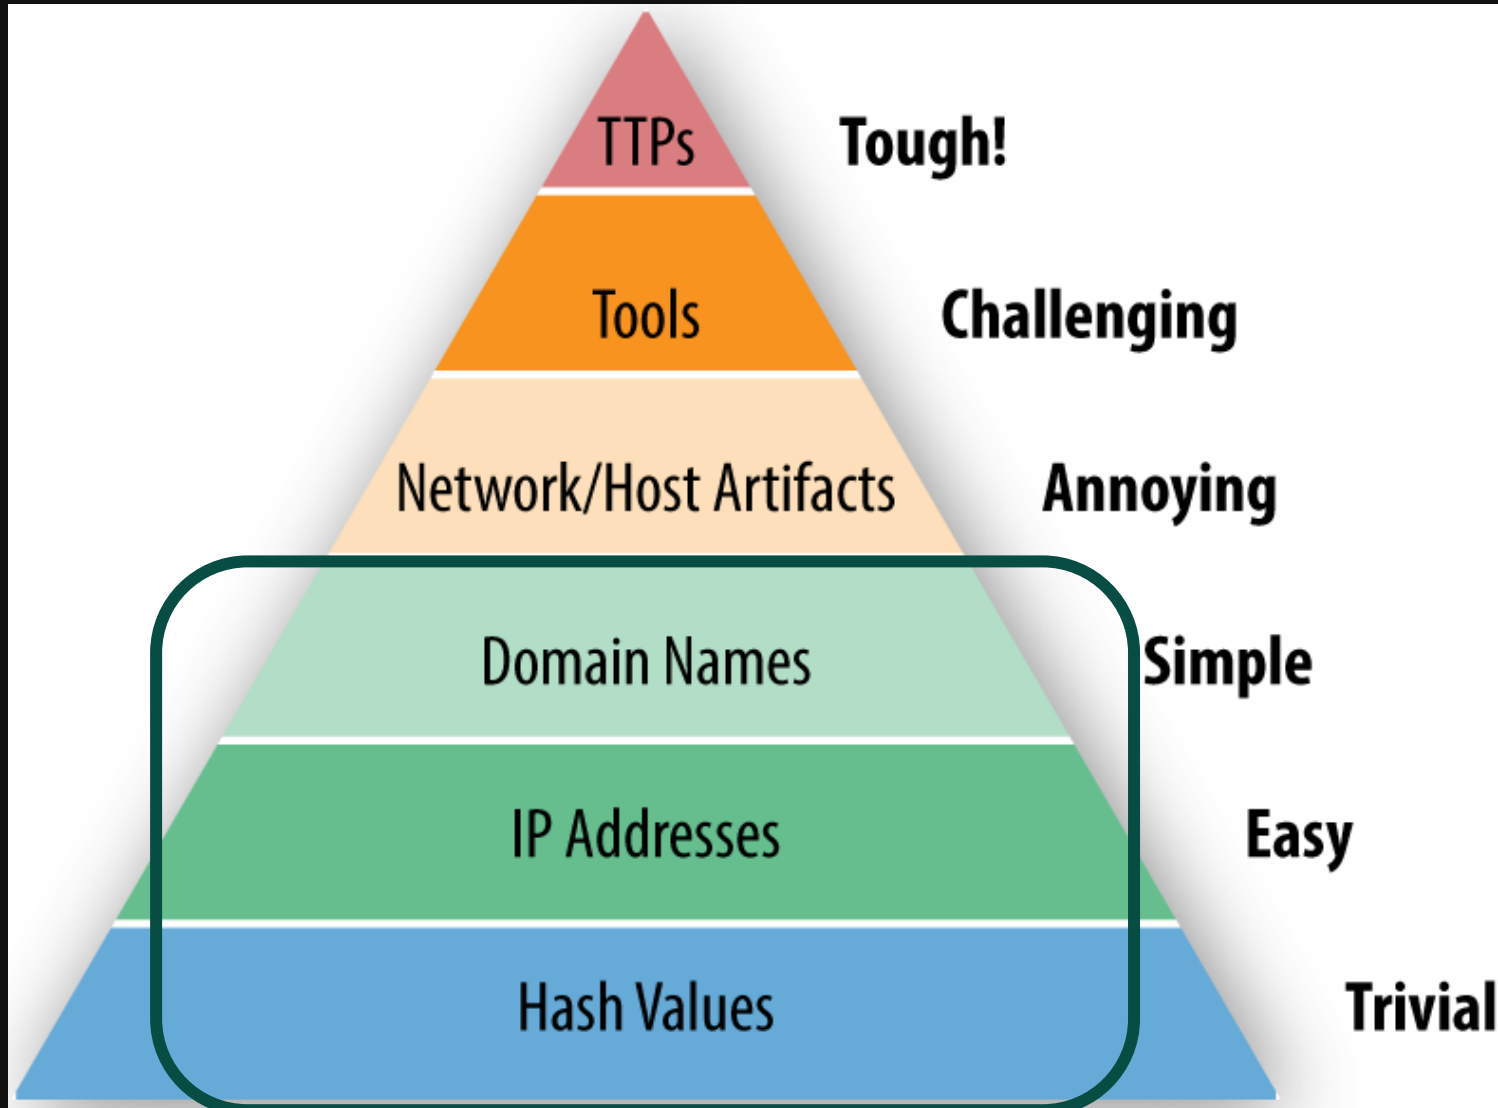 TTPs Tough!
Tools Challenging
Network/Host Artifacts Annoying
Domain Names Simple
IP Addresses Easy
Hash Values Trivial